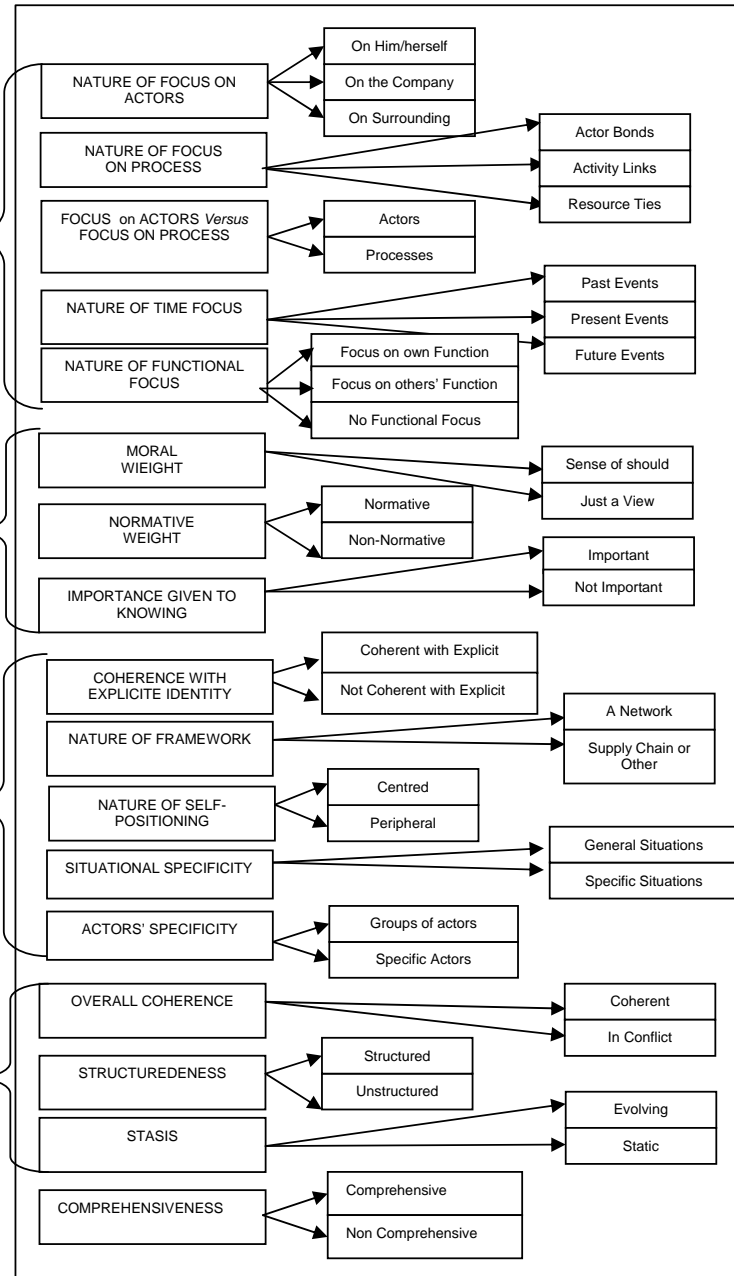 NATURE OF FOCUS ON
ACTORS
On Him/herself
On the Company
On Surrounding
NATURE OF FOCUS
ON PROCESS
Actor Bonds
Activity Links
Resource Ties
FOCUS on ACTORS Versus
FOCUS ON PROCESS
Actors
Processes
NATURE OF TIME FOCUS
Past Events
Present Events
Future Events
NATURE OF FUNCTIONAL
FOCUS
Focus on own Function
Focus on others' Function
No Functional Focus
MORAL
WIEIGHT
Sense of should
Just a View
NORMATIVE
WEIGHT
Normative
Non-Normative
IMPORTANCE GIVEN TO
KNOWING
Important
Not Important
COHERENCE WITH
EXPLICITE IDENTITY
Coherent with Explicit
Not Coherent with Explicit
NATURE OF FRAMEWORK
A Network
Supply Chain or
Other
NATURE OF SELF-
POSITIONING
Centred
Peripheral
SITUATIONAL SPECIFICITY
General Situations
Specific Situations
ACTORS' SPECIFICITY
Groups of actors
Specific Actors
OVERALL COHERENCE
Coherent
In Conflict
STRUCTUREDENESS
Structured
Unstructured
STASIS
Evolving
Static
COMPREHENSIVENESS
Comprehensive
Non Comprehensive